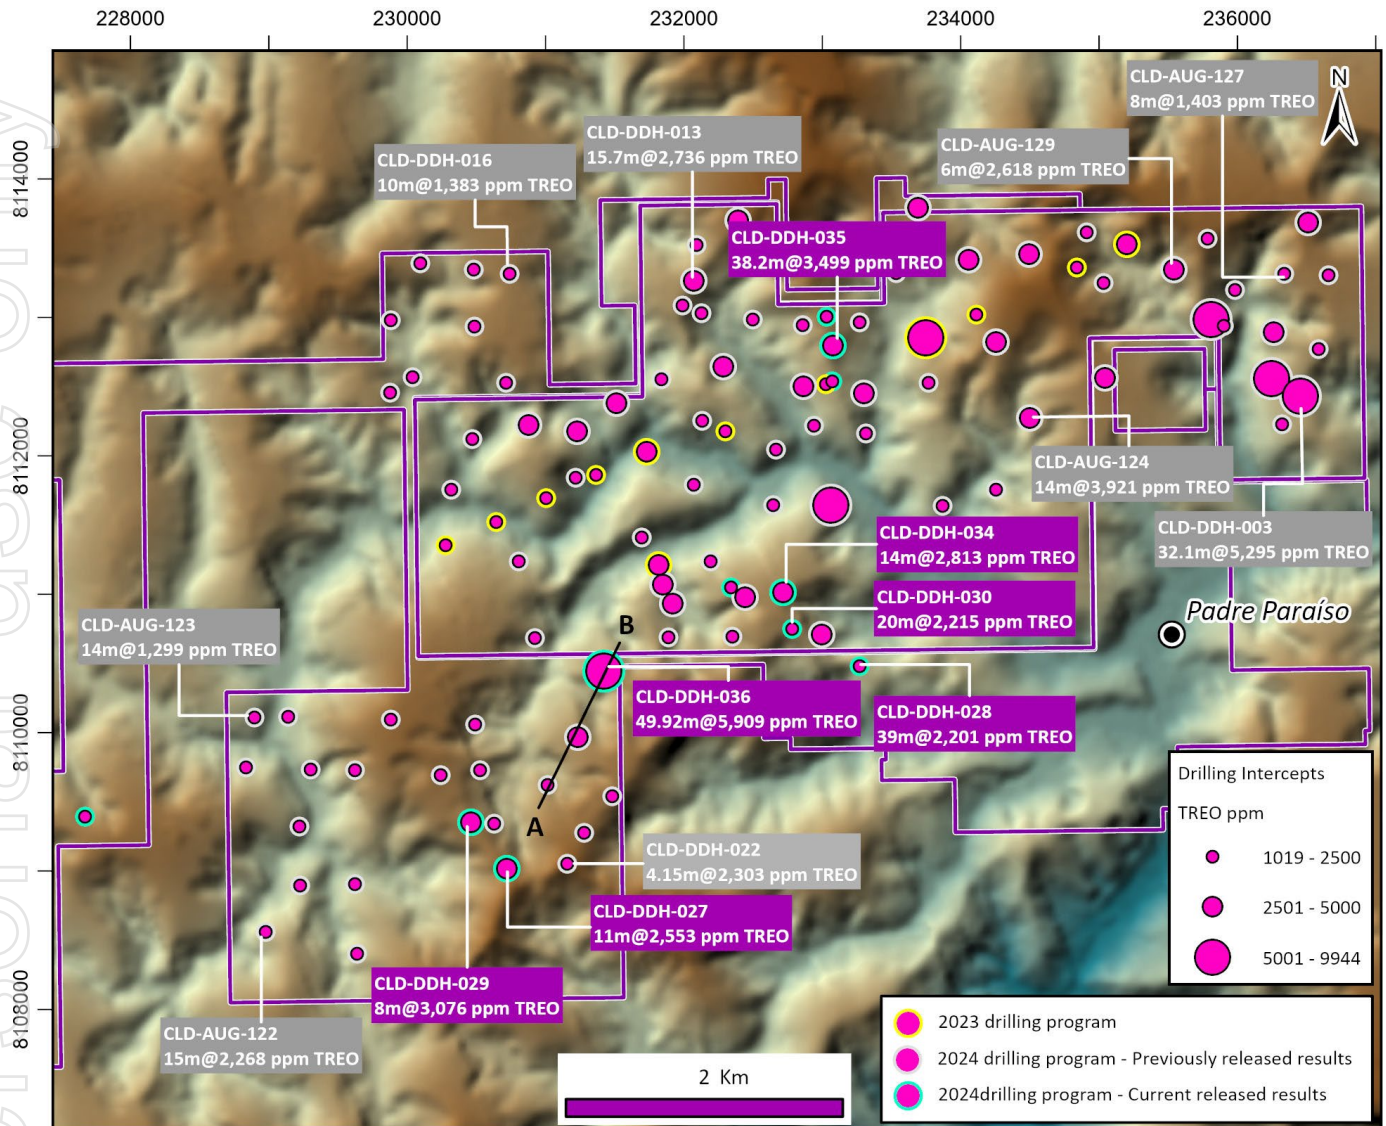 228000
230000
232000
234000
236000
8114000
8112000
8110000
8108000
N
CLD-AUG-127
8m@1,403 ppm TREO
CLD-DDH-013
15.7m@2,736 ppm TREO
CLD-AUG-129
6m@2,618 ppm TREO
CLD-DDH-016
10m@1,383 ppm TREO
CLD-DDH-035
38.2m@3,499 ppm TREO
CLD-AUG-124
14m@3,921 ppm TREO
CLD-DDH-003
32.1m@5,295 ppm TREO
CLD-DDH-034
14m@2,813 ppm TREO
CLD-DDH-030
20m@2,215 ppm TREO
Padre Paraíso
CLD-AUG-123
14m@1,299 ppm TREO
B
CLD-DDH-036
49.92m@5,909 ppm TREO
CLD-DDH-028
39m@2,201 ppm TREO
A
CLD-DDH-022
4.15m@2,303 ppm TREO
CLD-DDH-027
11m@2,553 ppm TREO
CLD-DDH-029
8m@3,076 ppm TREO
CLD-AUG-122
15m@2,268 ppm TREO
Drilling Intercepts
TREO ppm
1019 - 2500
2501 - 5000
5001 - 9944
2023 drilling program
2024 drilling program - Previously released results
2024drilling program - Current released results
2 Km